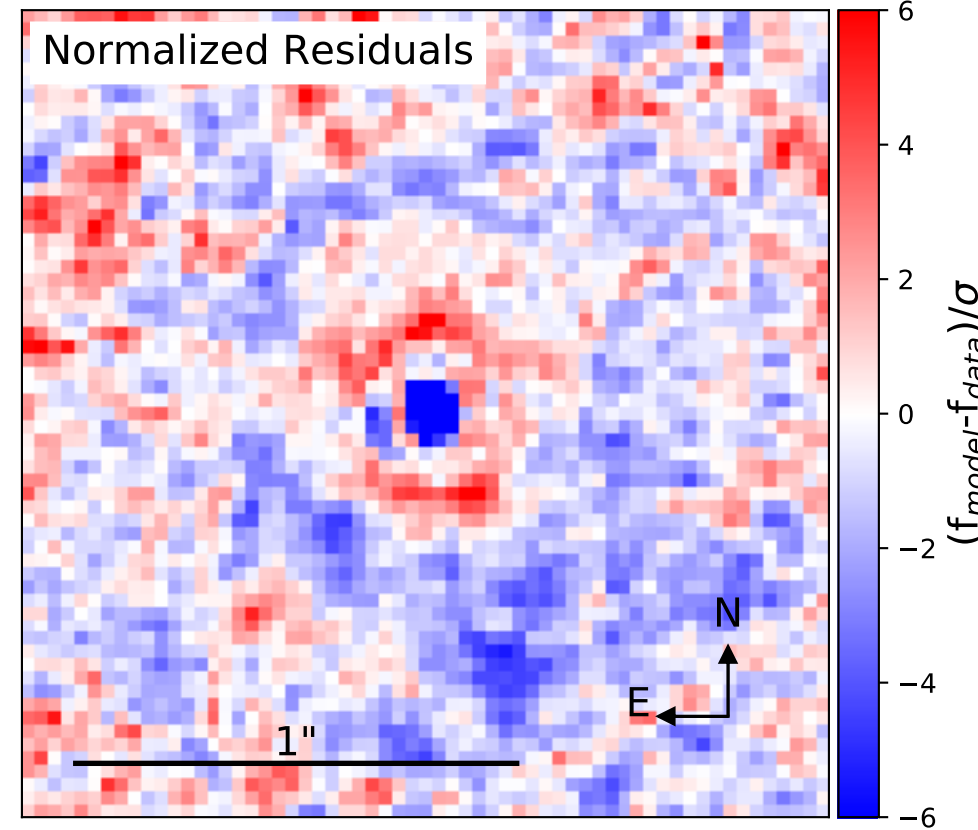 Normalized Residuals
6
4
2
0
−2
−4
−6
(f_model-f_data)/σ
N
E
1"